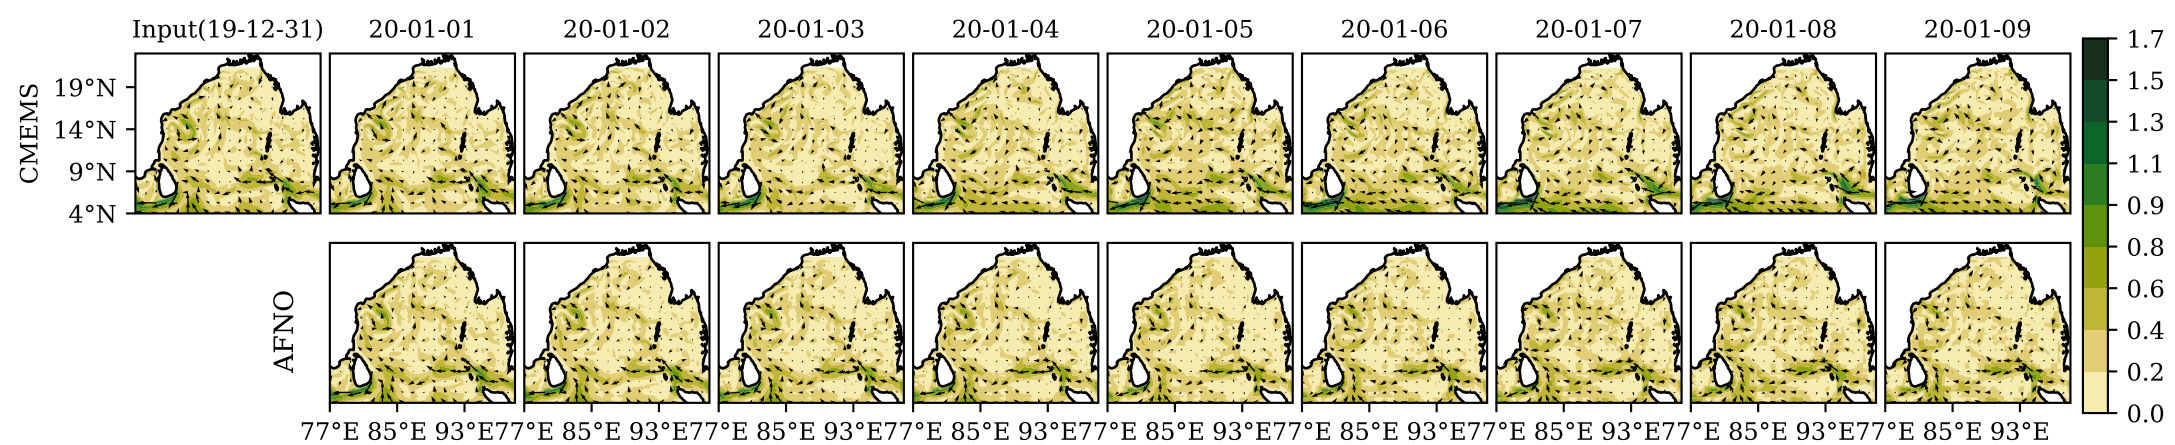 Input(19-12-31) 20-01-01 20-01-02 20-01-03 20-01-04 20-01-05 20-01-06 20-01-07 20-01-08 20-01-09
CMEMS
19°N
14°N
9°N
4°N
AFNO
77°E 85°E 93°E77°E 85°E 93°E77°E 85°E 93°E77°E 85°E 93°E77°E 85°E 93°E77°E 85°E 93°E77°E 85°E 93°E77°E 85°E 93°E77°E 85°E 93°E
1.7
1.5
1.3
1.1
0.9
0.8
0.6
0.4
0.2
0.0